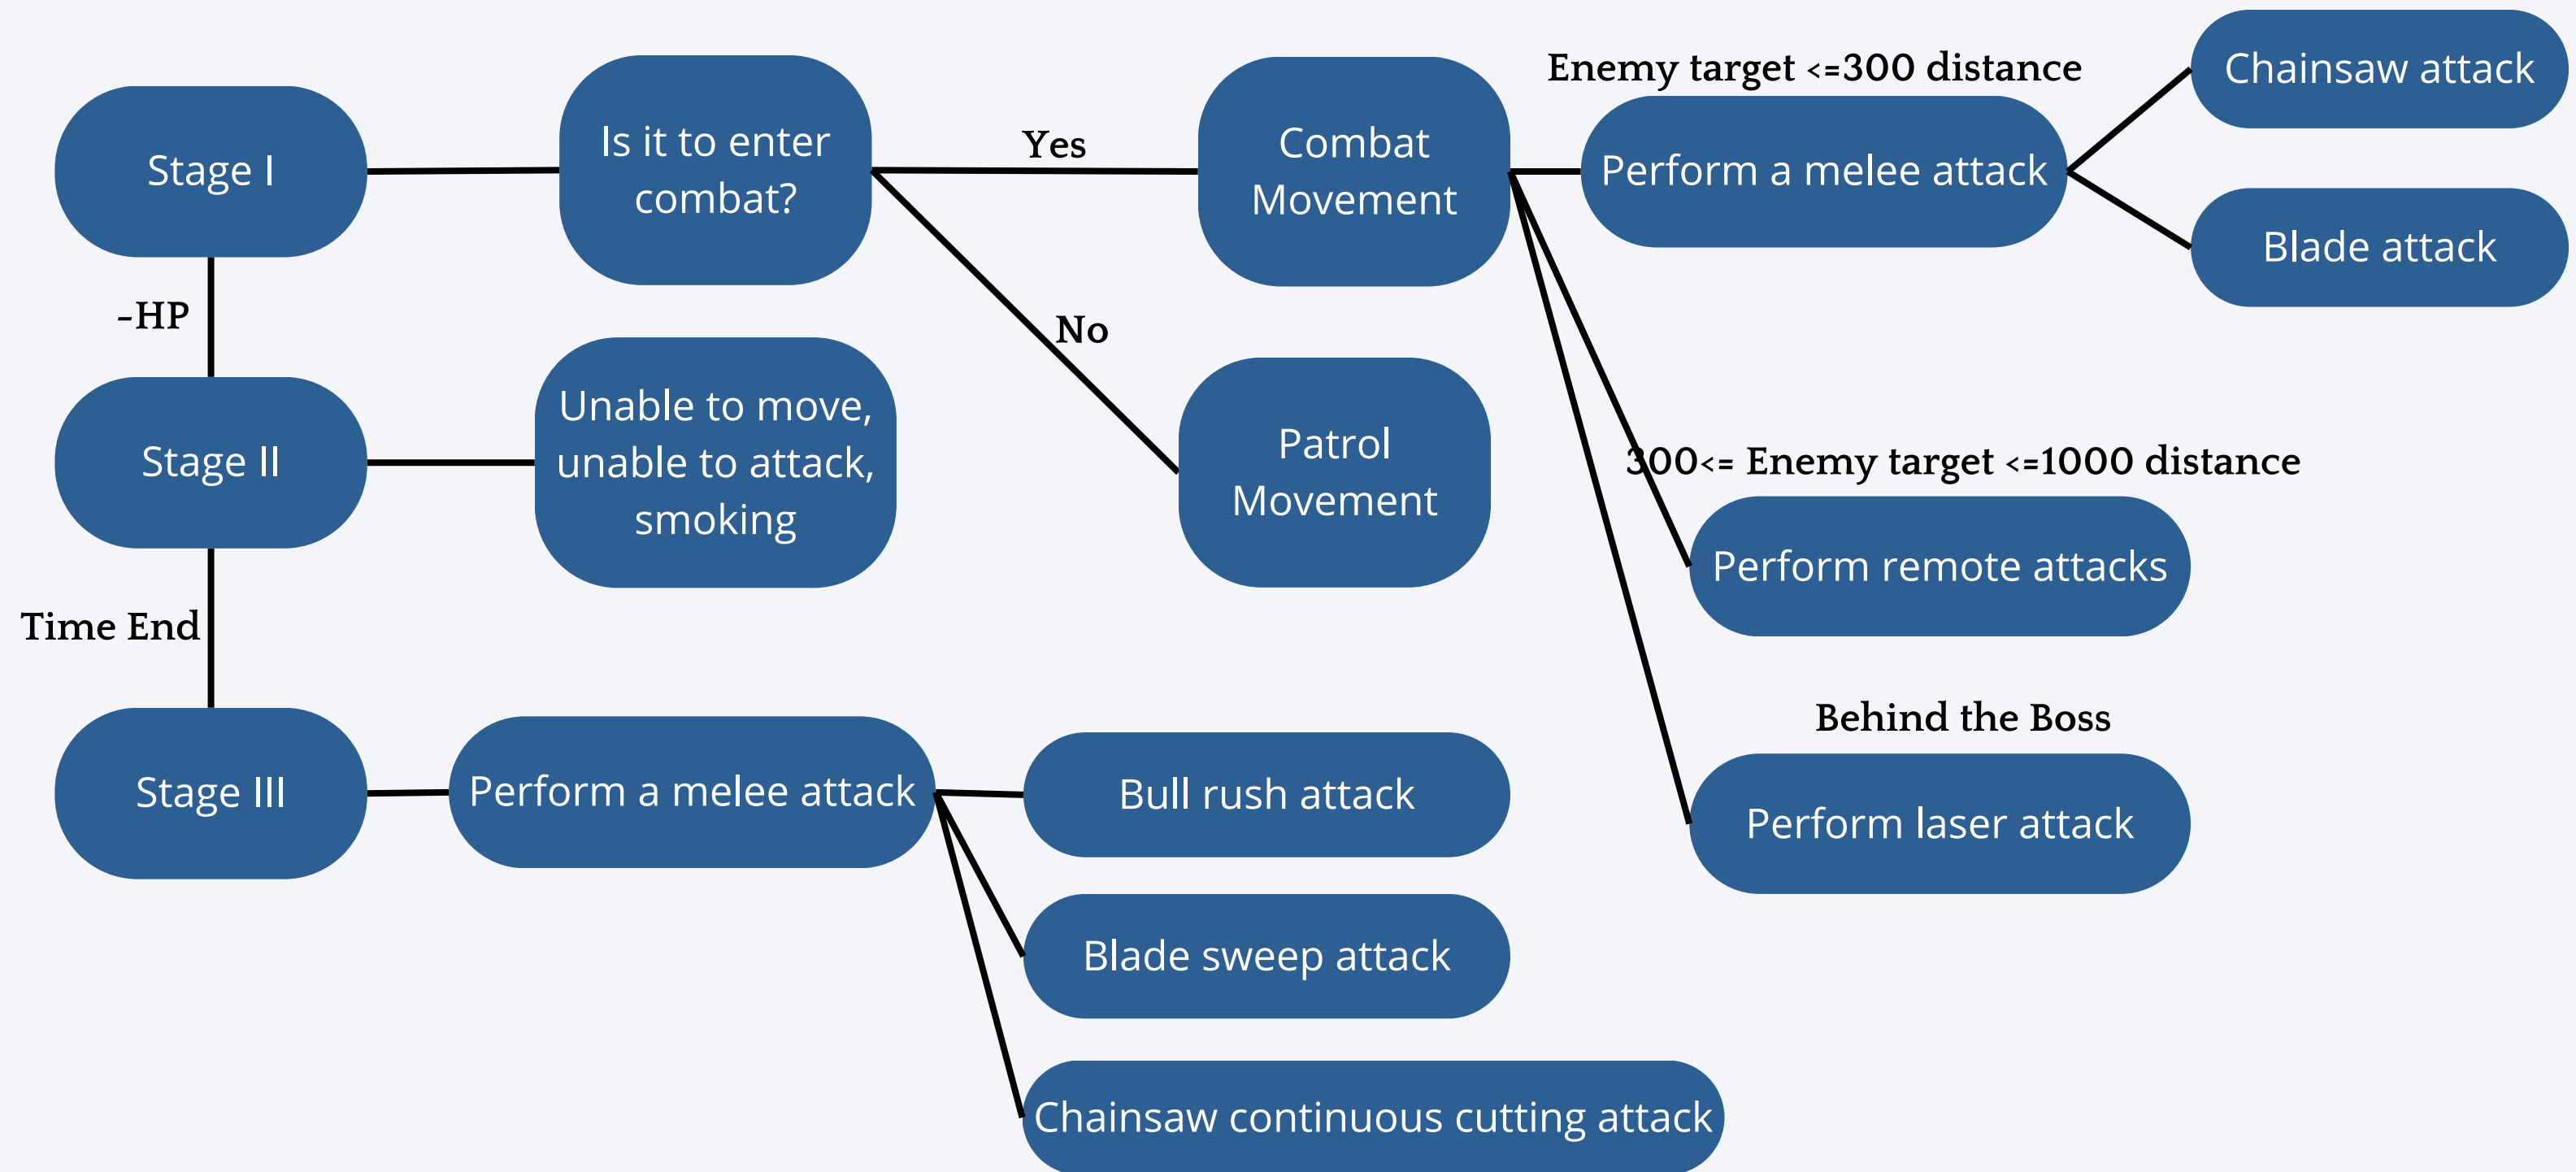 Stage I
Is it to enter
combat?
Yes
Combat
Movement
Enemy target <=300 distance
Perform a melee attack
Chainsaw attack
Blade attack
-HP
No
Stage II
Unable to move,
unable to attack,
smoking
Patrol
Movement
300<= Enemy target <=1000 distance
Perform remote attacks
Time End
Behind the Boss
Perform laser attack
Stage III
Perform a melee attack
Bull rush attack
Blade sweep attack
Chainsaw continuous cutting attack